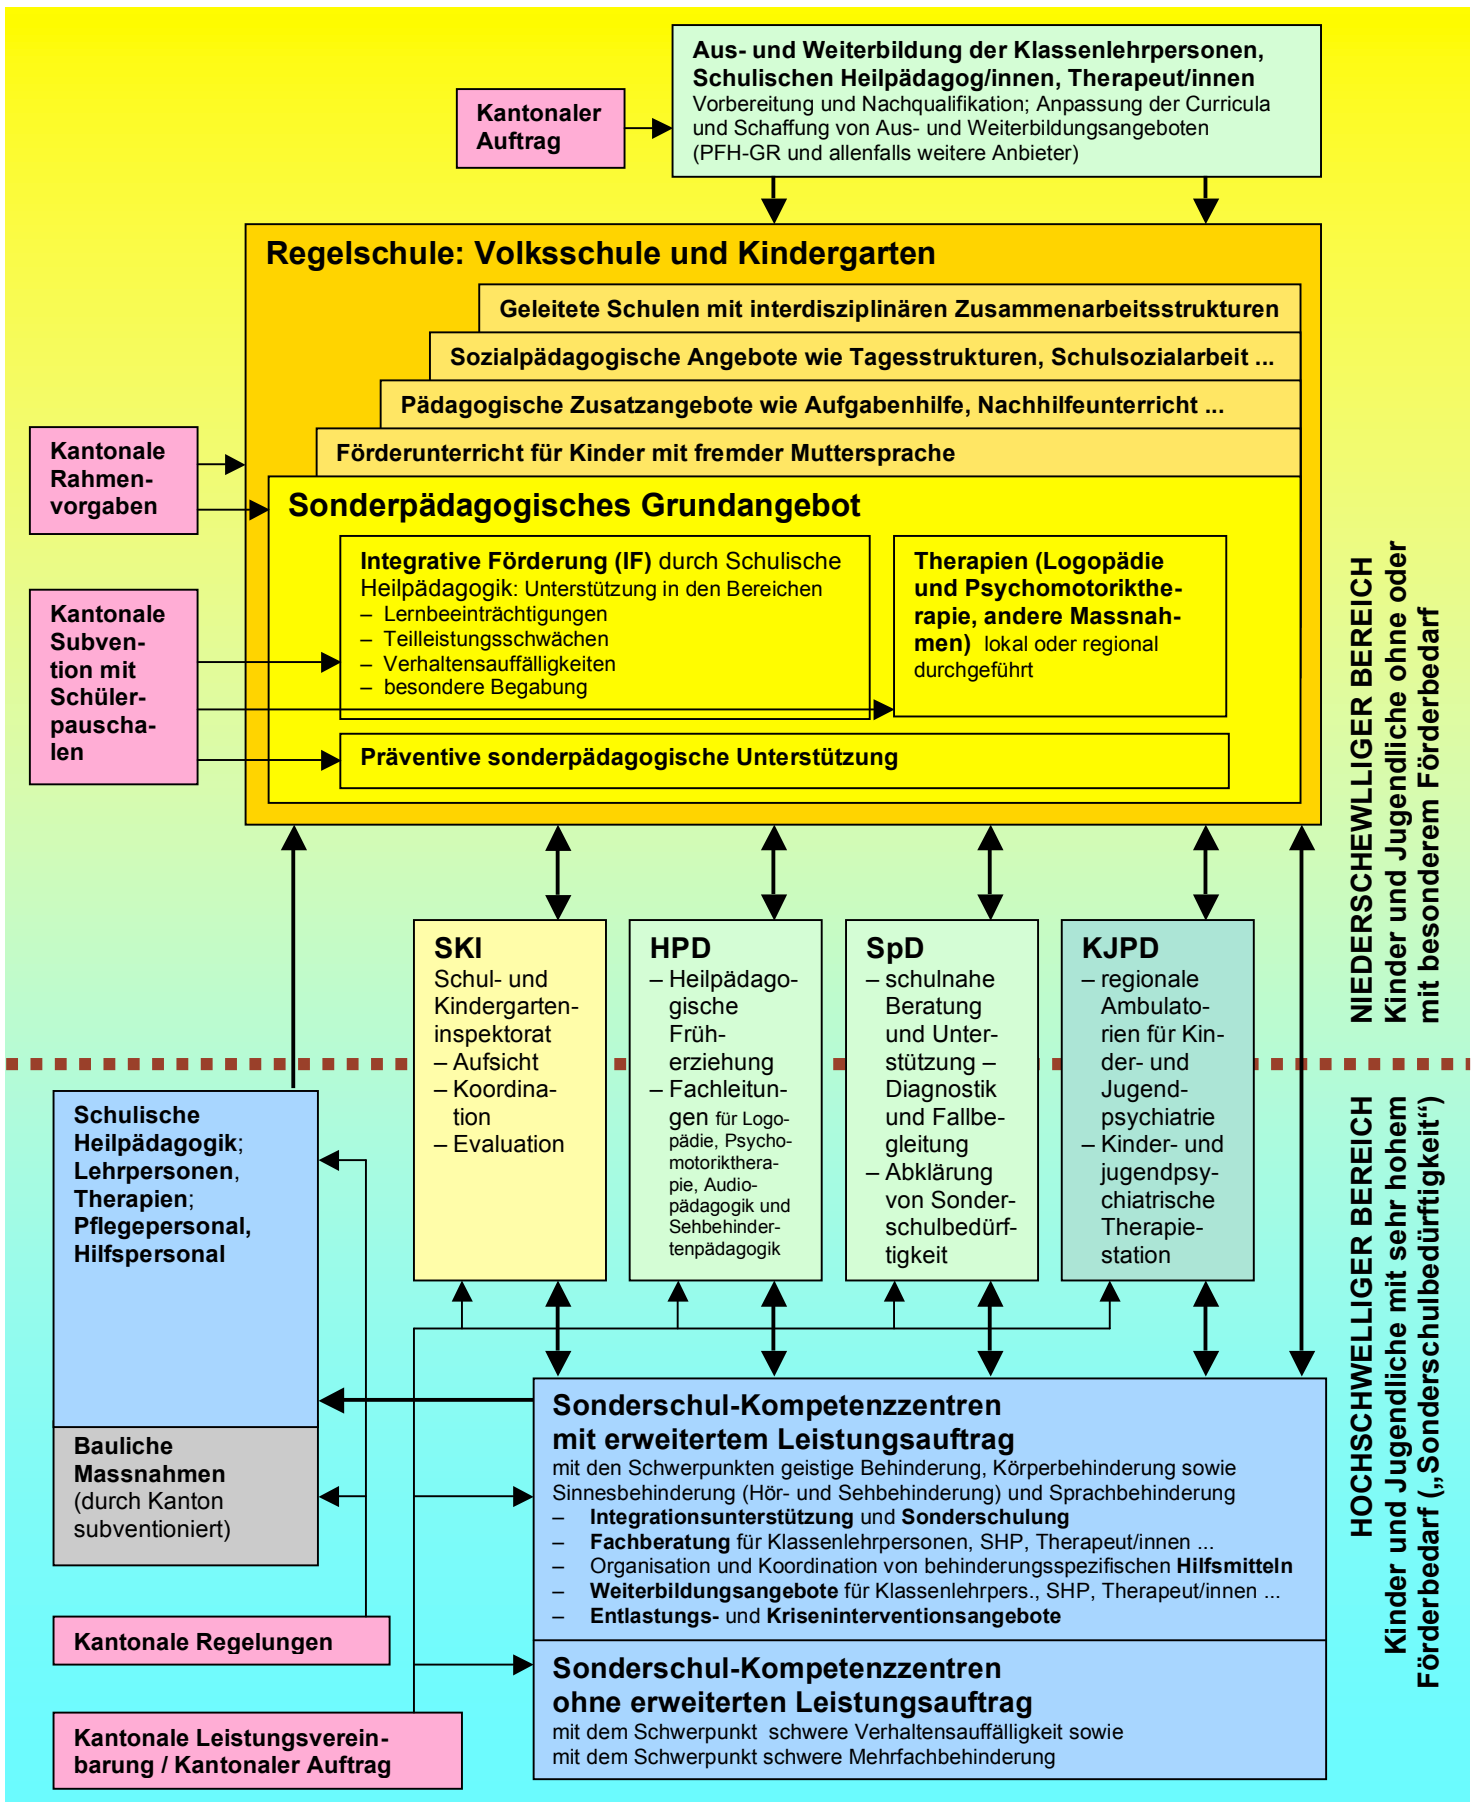 Aus- und Weiterbildung der Klassenlehrpersonen,
Schulischen Heilpädagog/innen, Therapeut/innen
Vorbereitung und Nachqualifikation; Anpassung der Curricula
und Schaffung von Aus- und Weiterbildungsangeboten
(PFH-GR und allenfalls weitere Anbieter)
Kantonaler
Auftrag
Regelschule: Volksschule und Kindergarten
Geleitete Schulen mit interdisziplinären Zusammenarbeitsstrukturen
Sozialpädagogische Angebote wie Tagesstrukturen, Schulsozialarbeit ...
Pädagogische Zusatzangebote wie Aufgabenhilfe, Nachhilfeunterricht ...
Förderunterricht für Kinder mit fremder Muttersprache
Kantonale
Rahmen-
vorgaben
Sonderpädagogisches Grundangebot
Integrative Förderung (IF) durch Schulische
Heilpädagogik: Unterstützung in den Bereichen
– Lernbeeinträchtigungen
– Teilleistungsschwächen
– Verhaltensauffälligkeiten
– besondere Begabung
Therapien (Logopädie
und Psychomotorikthe-
rapie, andere Massnah-
men) lokal oder regional
durchgeführt
Kantonale
Subven-
tion mit
Schüler-
pauscha-
len
Präventive sonderpädagogische Unterstützung
NIEDERSCHEWLLIGER BEREICH
Kinder und Jugendliche ohne oder
mit besonderem Förderbedarf
SKI
Schul- und
Kindergarten-
inspektorat
– Aufsicht
– Koordina-
tion
– Evaluation
HPD
– Heilpädago-
gische
Früh-
erziehung
– Fachleitun-
gen für Logo-
pädie, Psycho-
motorikthera-
pie, Audio-
pädagogik und
Sehbehinder-
tenpädagogik
SpD
– schulnahe
Beratung
und Unter-
stützung –
Diagnostik
und Fallbe-
gleitung
– Abklärung
von Sonder-
schulbedürf-
tigkeit
KJPD
– regionale
Ambulato-
rien für Kin-
der- und
Jugend-
psychiatrie
– Kinder- und
jugendpsy-
chiatrische
Therapie-
station
Schulische
Heilpädagogik;
Lehrpersonen,
Therapien;
Pflegepersonal,
Hilfspersonal
Bauliche
Massnahmen
(durch Kanton
subventioniert)
HOCHSCHWELLIGER BEREICH
Kinder und Jugendliche mit sehr hohem
Förderbedarf („Sonderschulbedürftigkeit“)
Sonderschul-Kompetenzzentren
mit erweitertem Leistungsauftrag
mit den Schwerpunkten geistige Behinderung, Körperbehinderung sowie
Sinnesbehinderung (Hör- und Sehbehinderung) und Sprachbehinderung
– Integrationsunterstützung und Sonderschulung
– Fachberatung für Klassenlehrpersonen, SHP, Therapeut/innen ...
– Organisation und Koordination von behinderungsspezifischen Hilfsmitteln
– Weiterbildungsangebote für Klassenlehrpers., SHP, Therapeut/innen ...
– Entlastungs- und Kriseninterventionsangebote
Kantonale Regelungen
Sonderschul-Kompetenzzentren
ohne erweiterten Leistungsauftrag
mit dem Schwerpunkt schwere Verhaltensauffälligkeit sowie
mit dem Schwerpunkt schwere Mehrfachbehinderung
Kantonale Leistungsverein-
barung / Kantonaler Auftrag